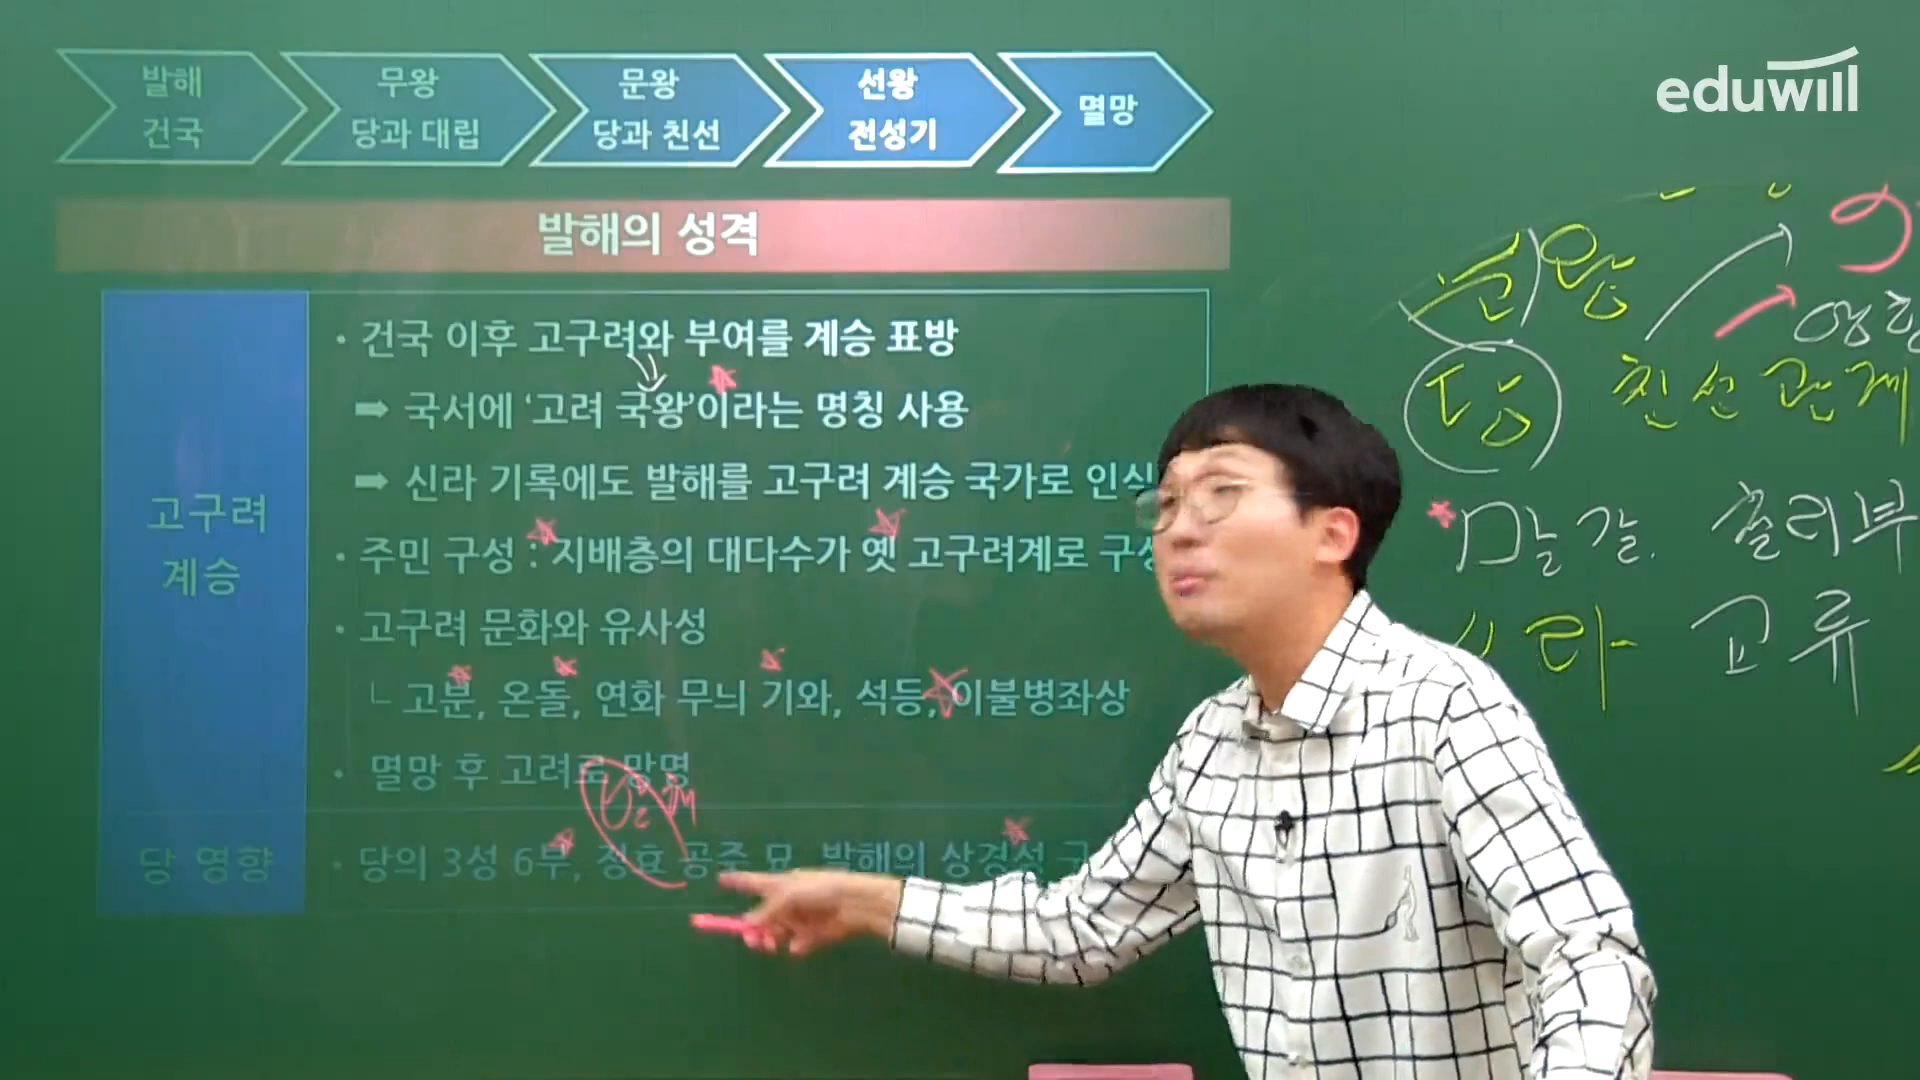 발해
건국
무왕
당과 대립
문왕
당과 친선
선왕
전성기
멸망
eduwill
발해의 성격
고구려
계승
• 건국 이후 고구려와 부여를 계승 표방
➡ 국서에 ‘고려 국왕’이라는 명칭 사용
➡ 신라 기록에도 발해를 고구려 계승 국가로 인식
• 주민 구성 : 지배층의 대다수가 옛 고구려계로 구성
• 고구려 문화와 유사성
└ 고분, 온돌, 연화 무늬 기와, 석등, 이불병좌상
• 멸망 후 고려로 망명
당 영향
• 당의 3성 6부, 정효 공주 묘, 발해의 상경성
문왕
당 친선 관계
말갈. 철리부